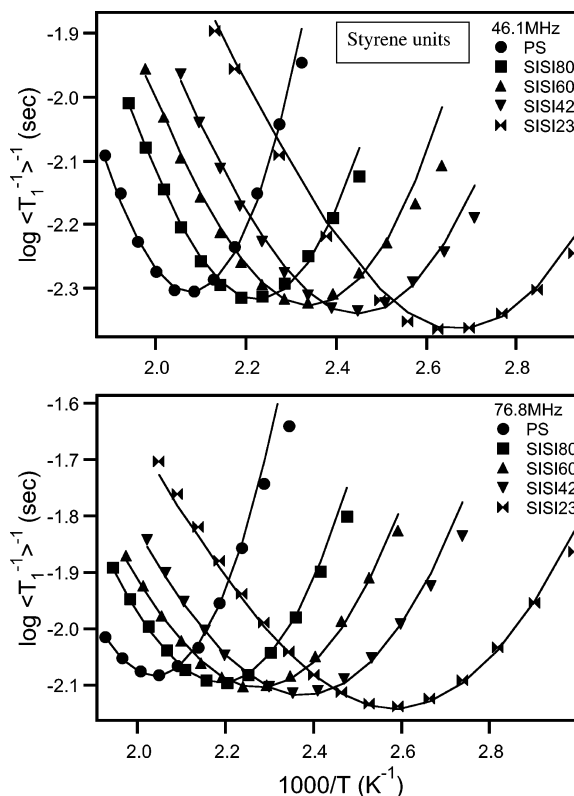 -1.9
Styrene units
46.1MHz
PS
SISI80
SISI60
SISI42
SISI23
-2.0
-2.1
-2.2
-2.3
log <T₁⁻¹>⁻¹ (sec)
2.0
2.2
2.4
2.6
2.8
-1.6
76.8MHz
PS
SISI80
SISI60
SISI42
SISI23
-1.7
-1.8
-1.9
-2.0
-2.1
log <T₁⁻¹>⁻¹ (sec)
2.0
2.2
2.4
2.6
2.8
1000/T (K⁻¹)